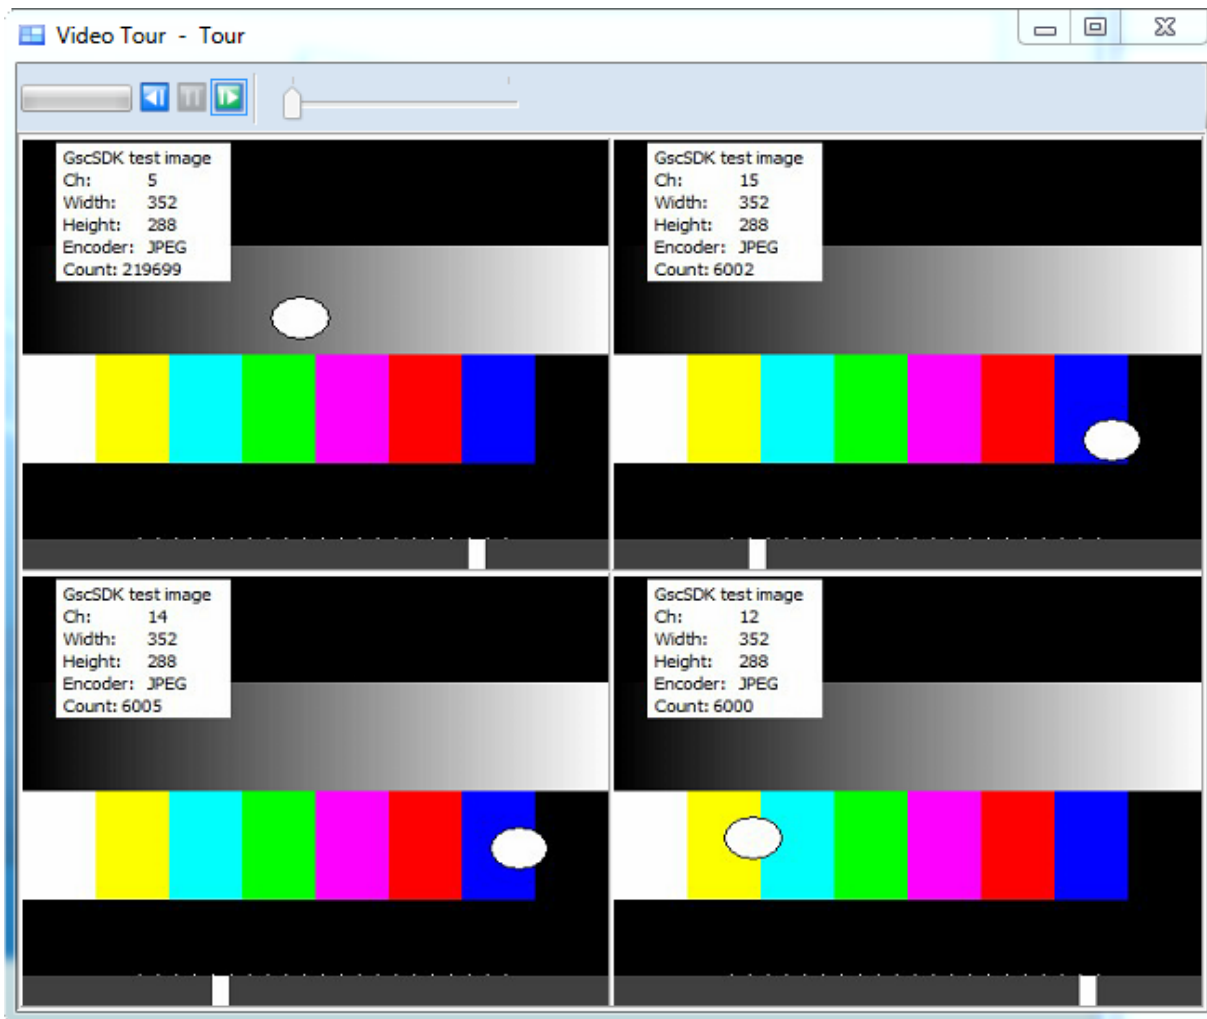 Video Tour - Tour
GscSDK test image
Ch: 5
Width: 352
Height: 288
Encoder: JPEG
Count: 219699
GscSDK test image
Ch: 15
Width: 352
Height: 288
Encoder: JPEG
Count: 6002
GscSDK test image
Ch: 14
Width: 352
Height: 288
Encoder: JPEG
Count: 6005
GscSDK test image
Ch: 12
Width: 352
Height: 288
Encoder: JPEG
Count: 6000